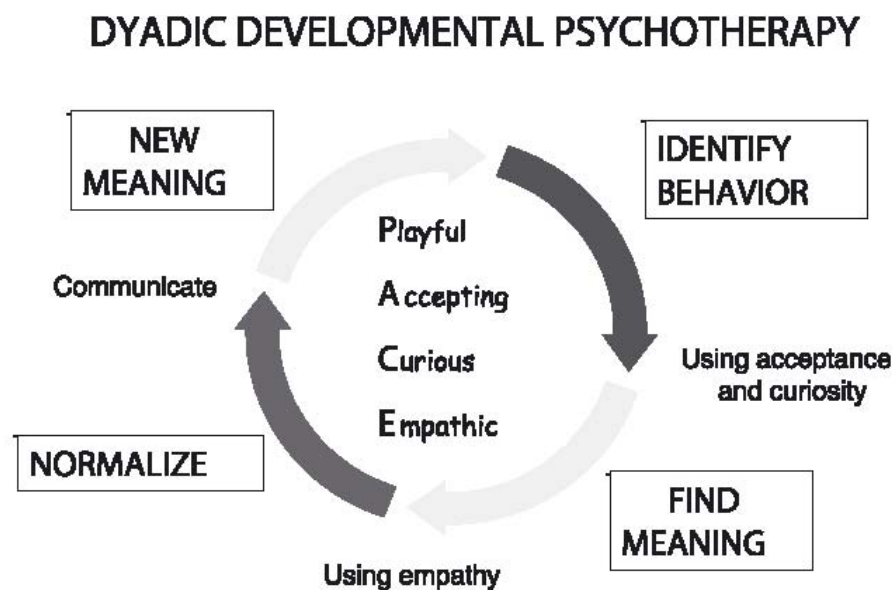 DYADIC DEVELOPMENTAL PSYCHOTHERAPY
NEW
MEANING
IDENTIFY
BEHAVIOR
Playful
Accepting
Curious
Empathic
Communicate
Using acceptance
and curiosity
NORMALIZE
FIND
MEANING
Using empathy